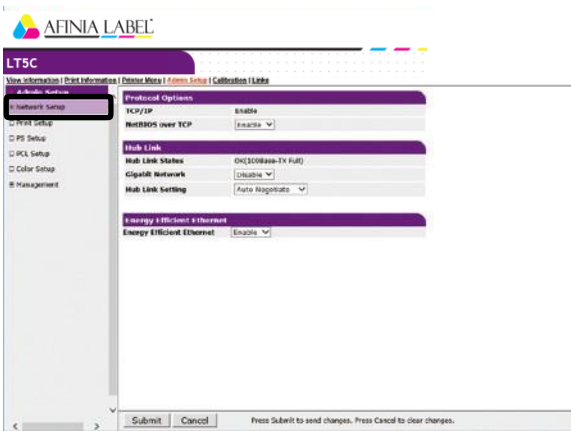 AFINIA LABEL
LT5C
View Information | Print Information | Printer Menu | Admin Setup | Calibration | Links
Admin Setup
Network Setup
Print Setup
PS Setup
PCL Setup
Color Setup
Management
Protocol Options
TCP/IP Enable
NetBIOS over TCP Enable
Hub Link
Hub Link Status OK(100Base-TX Full)
Gigabit Network Disable
Hub Link Setting Auto Negotiate
Energy Efficient Ethernet
Energy Efficient Ethernet Enable
Submit Cancel Press Submit to send changes. Press Cancel to clear changes.